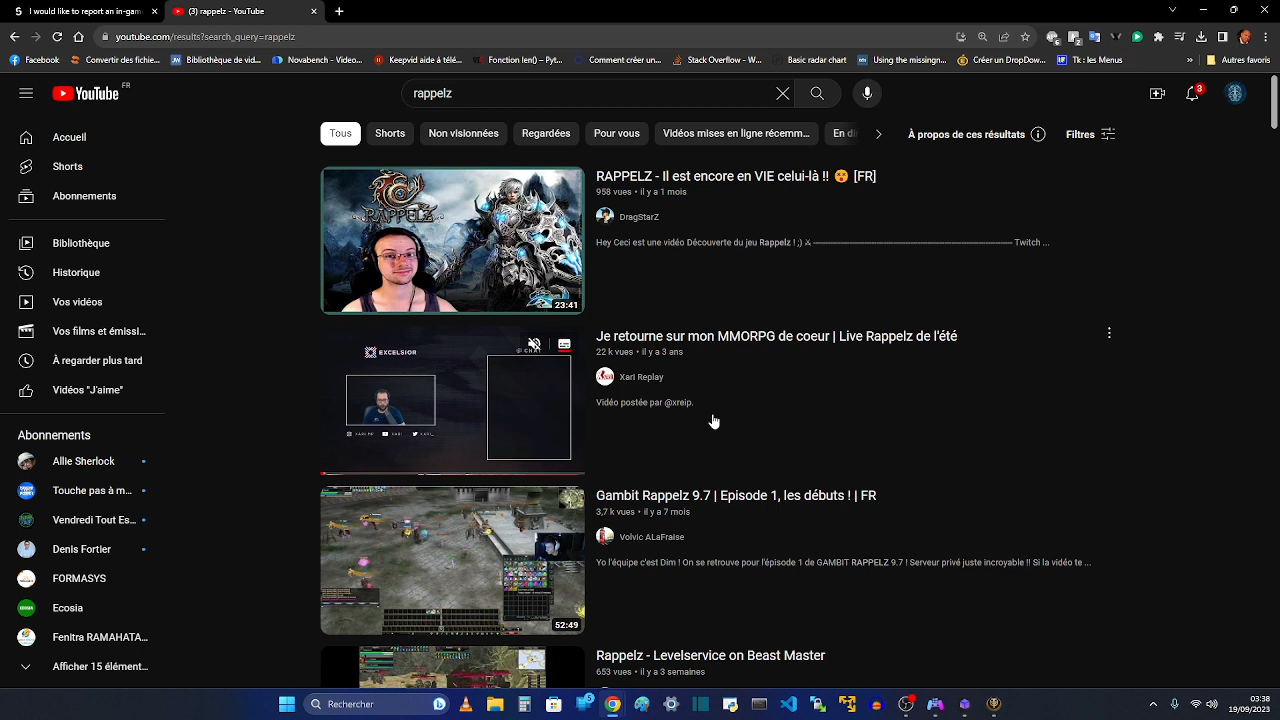 I would like to report an in-gam
(3) rappelz - YouTube
youtube.com/results?search_query=rappelz
Facebook
Convertir des fichie...
Bibliothèque de vid...
Novabench - Video...
Keepvid aide à télé...
Fonction len() – Pyt...
Comment créer un...
Stack Overflow - W...
Basic radar chart
Using the missingn...
Créer un DropDow...
Tk: les Menus
»
Autres favoris
YouTube FR
rappelz
3
Tous
Shorts
Non visionnées
Regardées
Pour vous
Vidéos mises en ligne récemm...
En di
À propos de ces résultats
Filtres
Accueil
Shorts
Abonnements
Bibliothèque
Historique
Vos vidéos
Vos films et émissi...
À regarder plus tard
Vidéos "J'aime"
Abonnements
Allie Sherlock
Touche pas à m...
Vendredi Tout Es...
Denis Fortier
FORMASYS
Eersia
Fenitra RAMAHATA...
Afficher 15 élément...
RAPPELZ
23:41
RAPPELZ - Il est encore en VIE celui-là !! 😵 [FR]
958 vues • il y a 1 mois
DragStarZ
Hey Ceci est une vidéo Découverte du jeu Rappelz ! ;) ⚔ ---------- Twitch ...
EXCELSIOR
CHAT
XARI
Je retourne sur mon MMORPG de coeur | Live Rappelz de l'été
22 k vues • il y a 3 ans
Xari Replay
Vidéo postée par @xreip.
52:49
Gambit Rappelz 9.7 | Episode 1, les débuts ! | FR
3,7 k vues • il y a 7 mois
Volvic ALaFraise
Yo l'équipe c'est Dim ! On se retrouve pour l'épisode 1 de GAMBIT RAPPELZ 9.7 ! Serveur privé juste incroyable !! Si la vidéo te ...
Rappelz - Levelservice on Beast Master
653 vues • il y a 3 semaines
Rechercher
5
03:38
19/09/2023